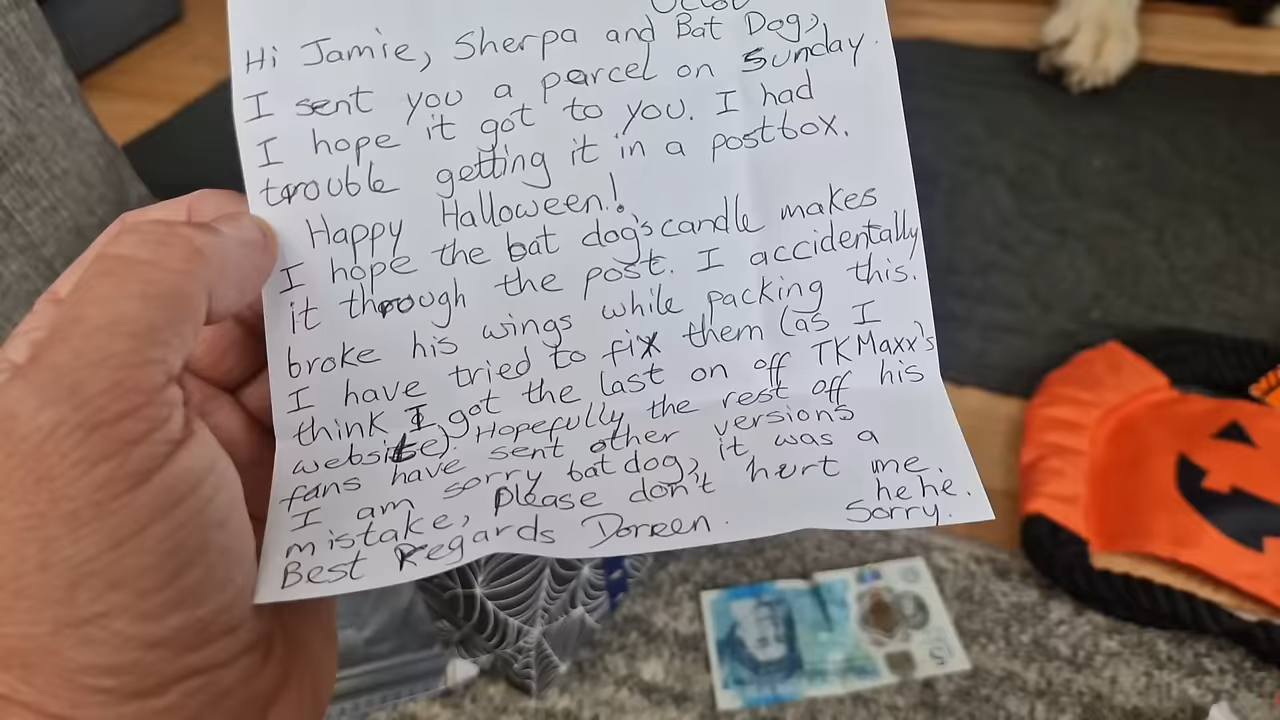 Hi Jamie, Sherpa and Bat Dog,
I sent you a parcel on Sunday.
I hope it got to you. I had
trouble getting it in a postbox.
Happy Halloween!
I hope the bat dog's candle makes
it through the post. I accidentally
broke his wings while packing this.
I have tried to fix them (as I
think I got the last on off TKMaxx's
website). Hopefully the rest off his
fans have sent other versions
I am sorry bat dog, it was a
mistake, please don't hurt me.
hehe.
Best Regards Doreen. Sorry.
5